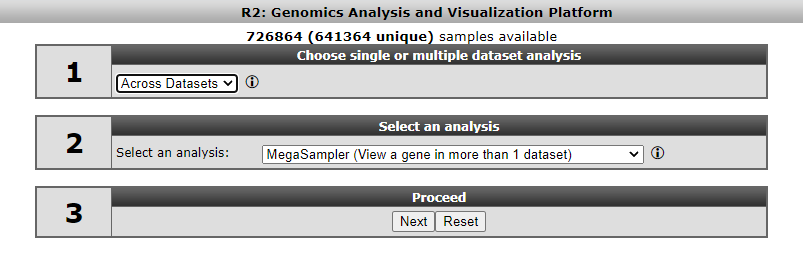 R2: Genomics Analysis and Visualization Platform
726864 (641364 unique) samples available
1
Choose single or multiple dataset analysis
Across Datasets
2
Select an analysis
Select an analysis: MegaSampler (View a gene in more than 1 dataset)
3
Proceed
Next Reset